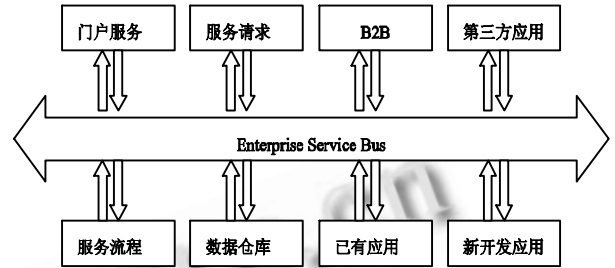 门户服务
服务请求
B2B
第三方应用
Enterprise Service Bus
服务流程
数据仓库
已有应用
新开发应用